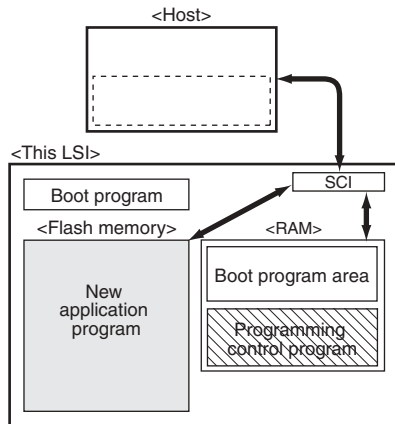 <Host>
<This LSI>
SCI
Boot program
<Flash memory>
<RAM>
New
application
program
Boot program area
Programming
control program